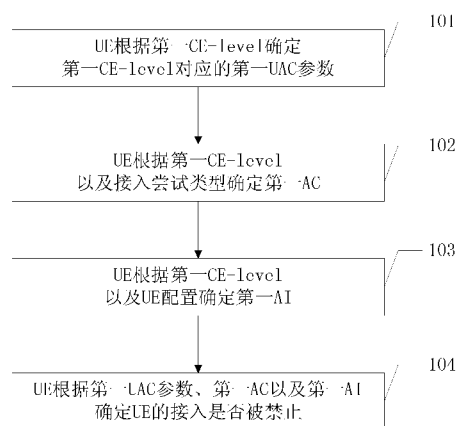 101
UE根据第一CE-level确定
第一CE-level对应的第一UAC参数
102
UE根据第一CE-level
以及接入尝试类型确定第一AC
103
UE根据第一CE-level
以及UE配置确定第一AI
104
UE根据第一UAC参数、第一AC以及第一AI
确定UE的接入是否被禁止